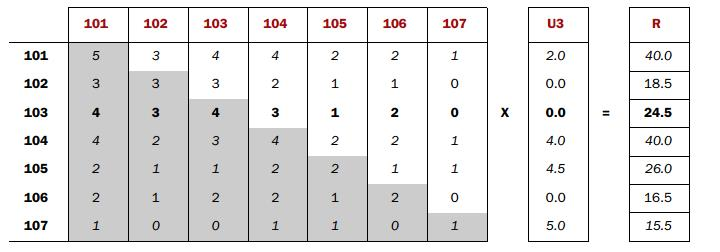 101 102 103 104 105 106 107 U3 R
101 5 3 4 4 2 2 1 2.0 40.0
102 3 3 3 2 1 1 0 0.0 18.5
103 4 3 4 3 1 2 0 X 0.0 = 24.5
104 4 2 3 4 2 2 1 4.0 40.0
105 2 1 1 2 2 1 1 4.5 26.0
106 2 1 2 2 1 2 0 0.0 16.5
107 1 0 0 1 1 0 1 5.0 15.5